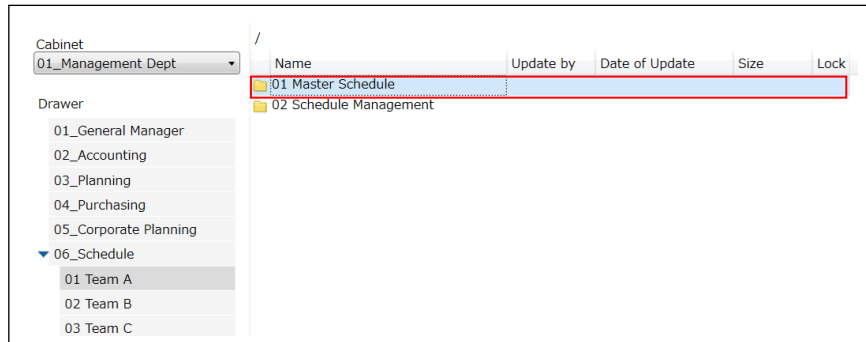 Cabinet
01_Management Dept
Drawer
01_General Manager
02_Accounting
03_Planning
04_Purchasing
05_Corporate Planning
06_Schedule
01 Team A
02 Team B
03 Team C
/
Name Update by Date of Update Size Lock
01 Master Schedule
02 Schedule Management